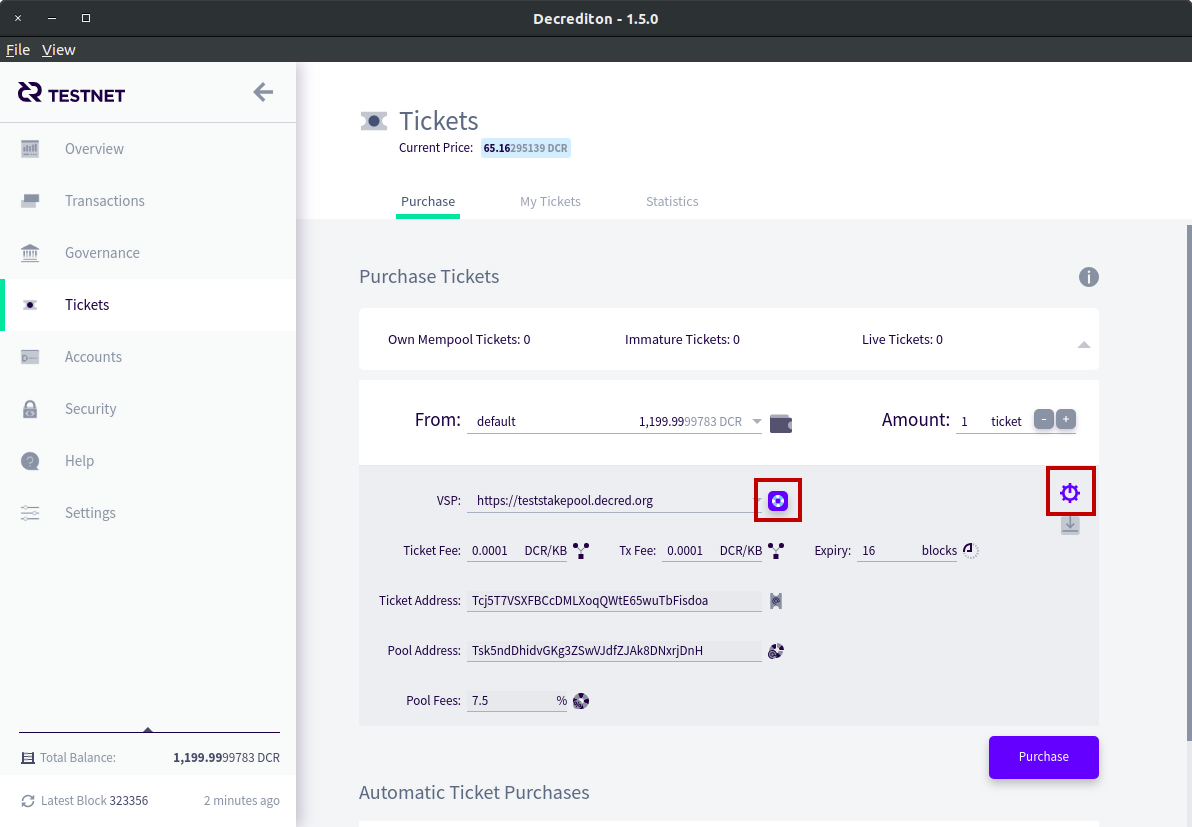 Decrediton - 1.5.0
File View
TESTNET
Overview
Transactions
Governance
Tickets
Accounts
Security
Help
Settings
Total Balance: 1,199.9999783 DCR
Latest Block 323356 2 minutes ago
Tickets
Current Price: 65.16295139 DCR
Purchase My Tickets Statistics
Purchase Tickets
Own Mempool Tickets: 0 Immature Tickets: 0 Live Tickets: 0
From: default 1,199.9999783 DCR Amount: 1 ticket - +
VSP: https://teststakepool.decred.org
Ticket Fee: 0.0001 DCR/KB Tx Fee: 0.0001 DCR/KB Expiry: 16 blocks
Ticket Address: Tcj5T7VSXFBCcDMLXoqQWtE65wuTbFisdoa
Pool Address: Tsk5ndDhidvGKg3ZSwVJdfZJAk8DNxrjDnH
Pool Fees: 7.5 %
Purchase
Automatic Ticket Purchases